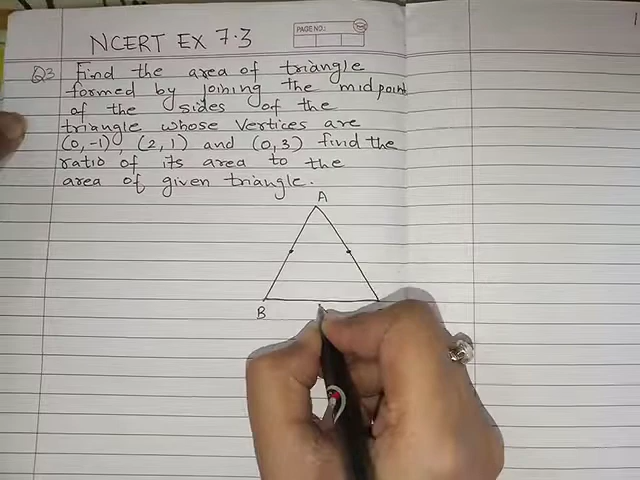 NCERT EX 7.3
PAGE NO.:
Q3 Find the area of triangle
formed by joining the midpoint
of the sides of the
triangle whose vertices are
(0,-1), (2,1) and (0,3) find the
ratio of its area to the
area of given triangle.
A
B
1